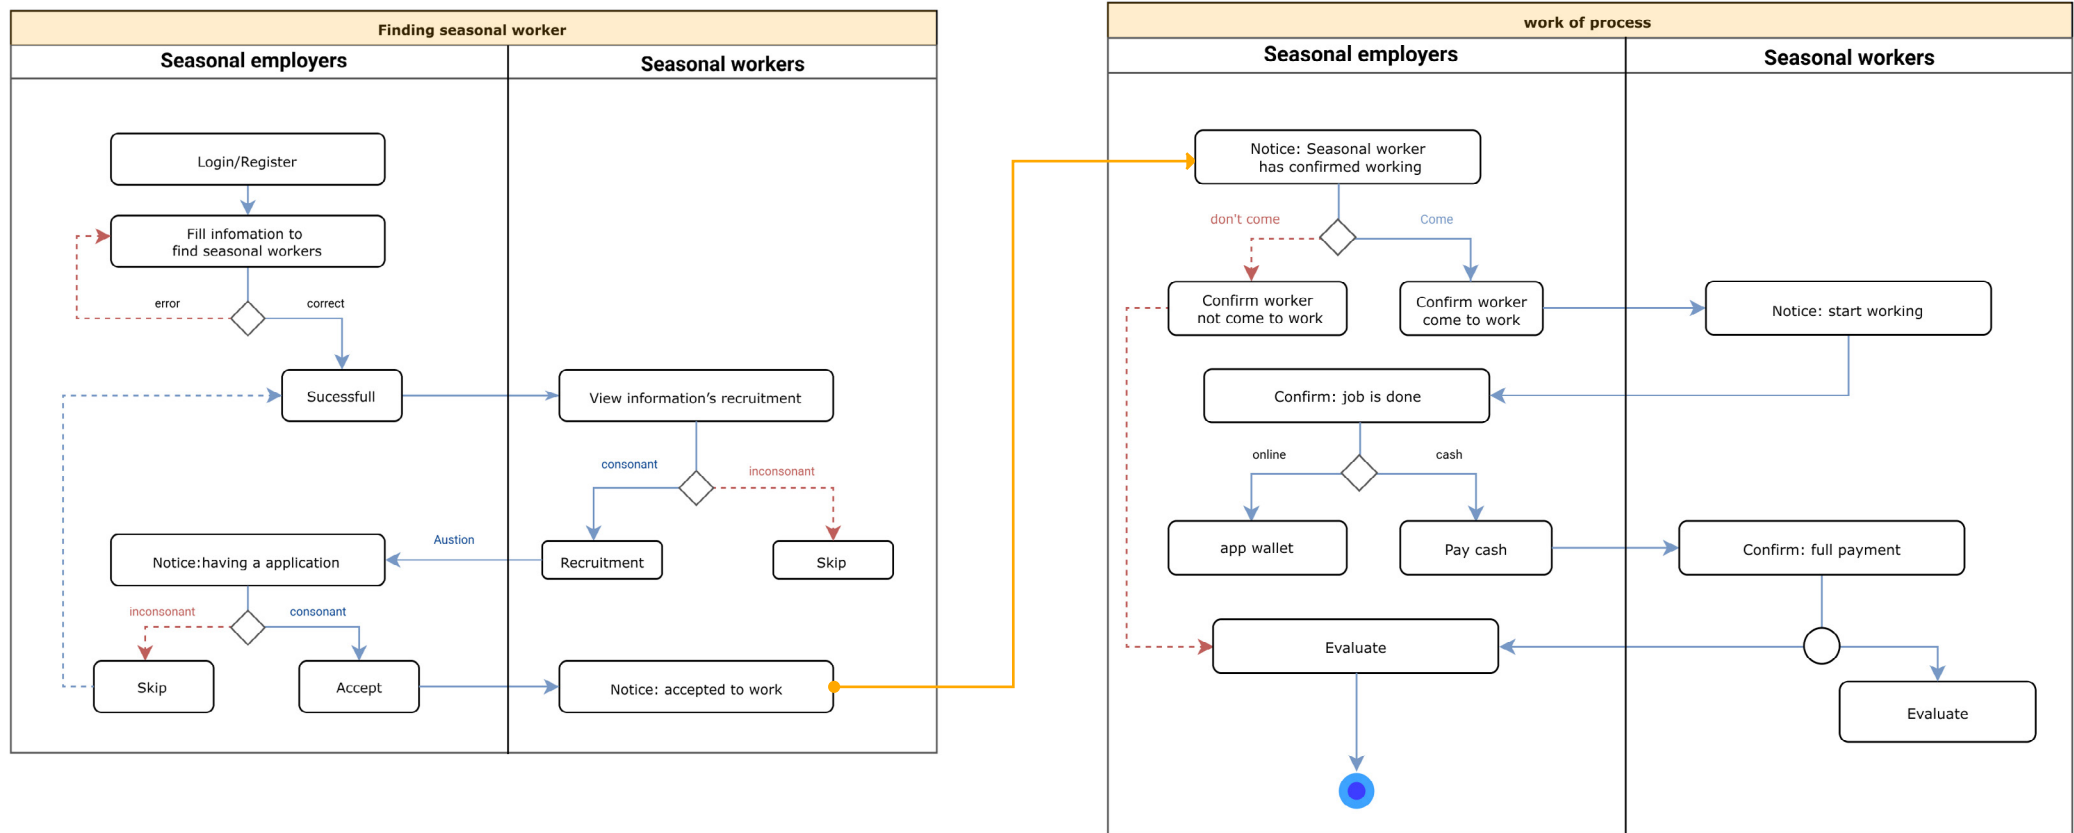 Finding seasonal worker
Seasonal employers
Seasonal workers
Login/Register
Fill infomation to
find seasonal workers
error
correct
Sucessfull
View information's recruitment
consonant
inconsonant
Austion
Notice:having a application
Recruitment
Skip
inconsonant
consonant
Skip
Accept
Notice: accepted to work
work of process
Seasonal employers
Seasonal workers
Notice: Seasonal worker
has confirmed working
don't come
Come
Confirm worker
not come to work
Confirm worker
come to work
Notice: start working
Confirm: job is done
online
cash
app wallet
Pay cash
Confirm: full payment
Evaluate
Evaluate